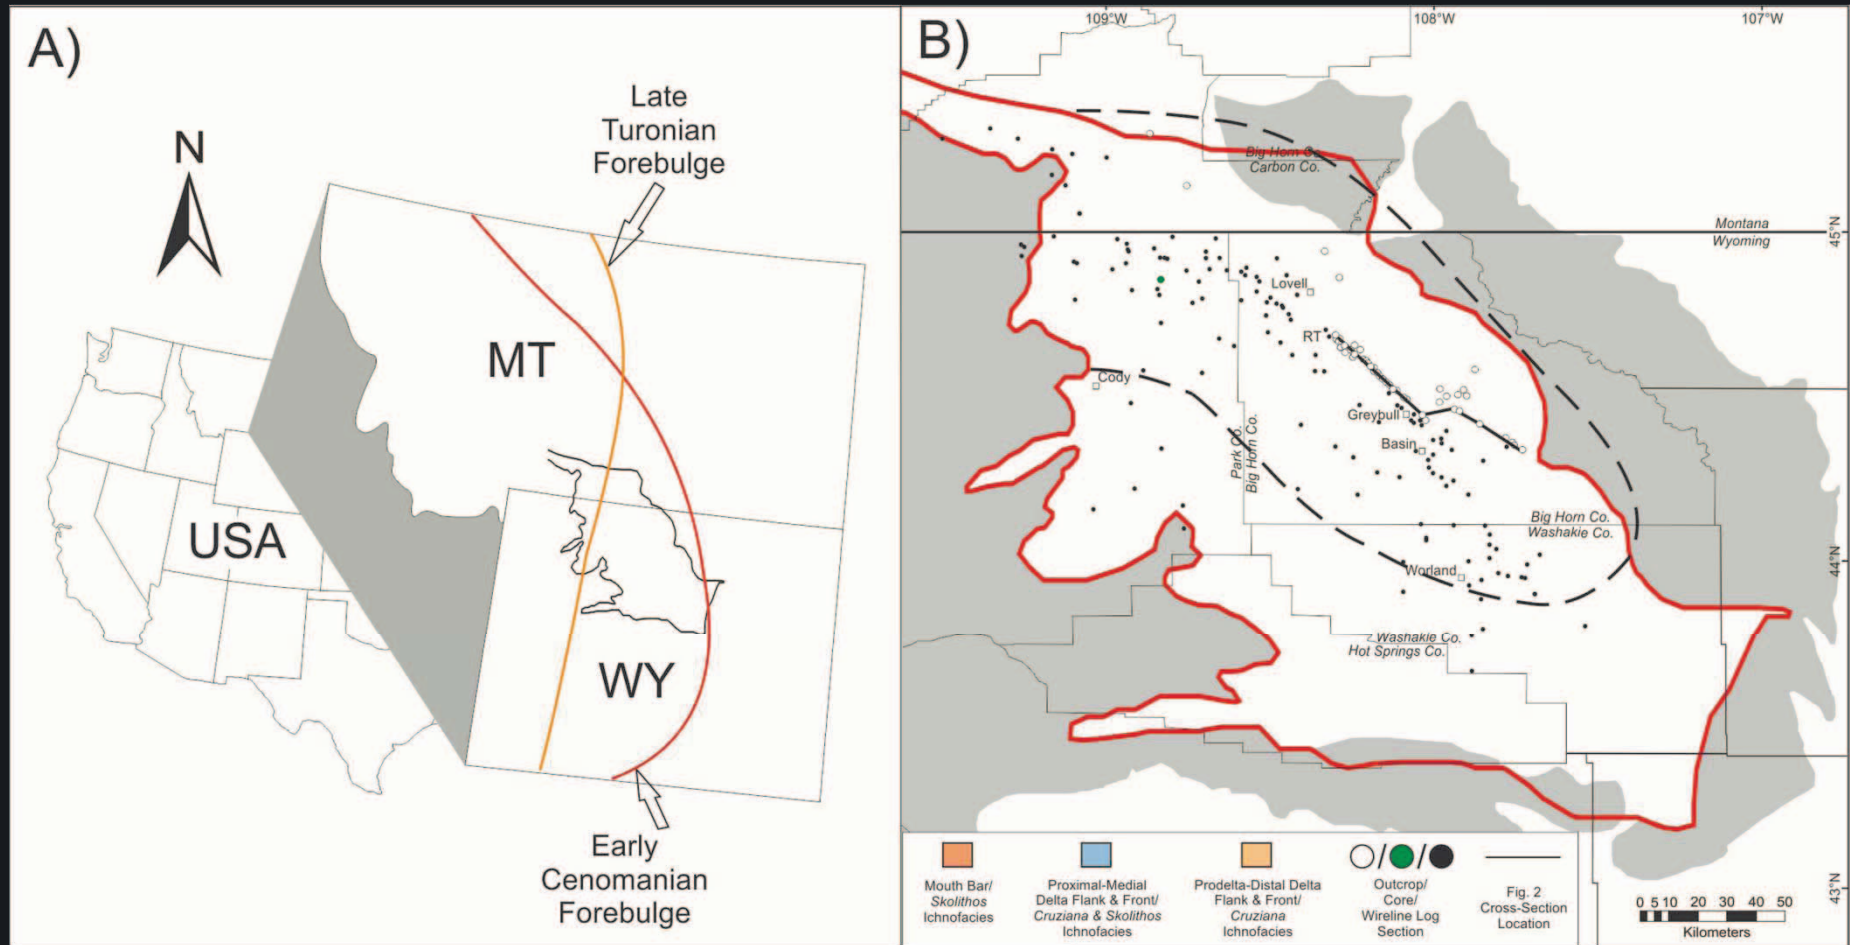 A)
N
Late
Turonian
Forebulge
MT
USA
WY
Early
Cenomanian
Forebulge
B)
109°W
108°W
107°W
Big Horn Co.
Carbon Co.
Montana
Wyoming
45°N
Lovell
RT
Cody
Greybull
Basin
Park Co.
Big Horn Co.
Big Horn Co.
Washakie Co.
44°N
Worland
Washakie Co.
Hot Springs Co.
43°N
Mouth Bar/
Skolithos
Ichnofacies
Proximal-Medial
Delta Flank & Front/
Cruziana & Skolithos
Ichnofacies
Prodelta-Distal Delta
Flank & Front/
Cruziana
Ichnofacies
Outcrop/
Core/
Wireline Log
Section
Fig. 2
Cross-Section
Location
0 5 10 20 30 40 50
Kilometers